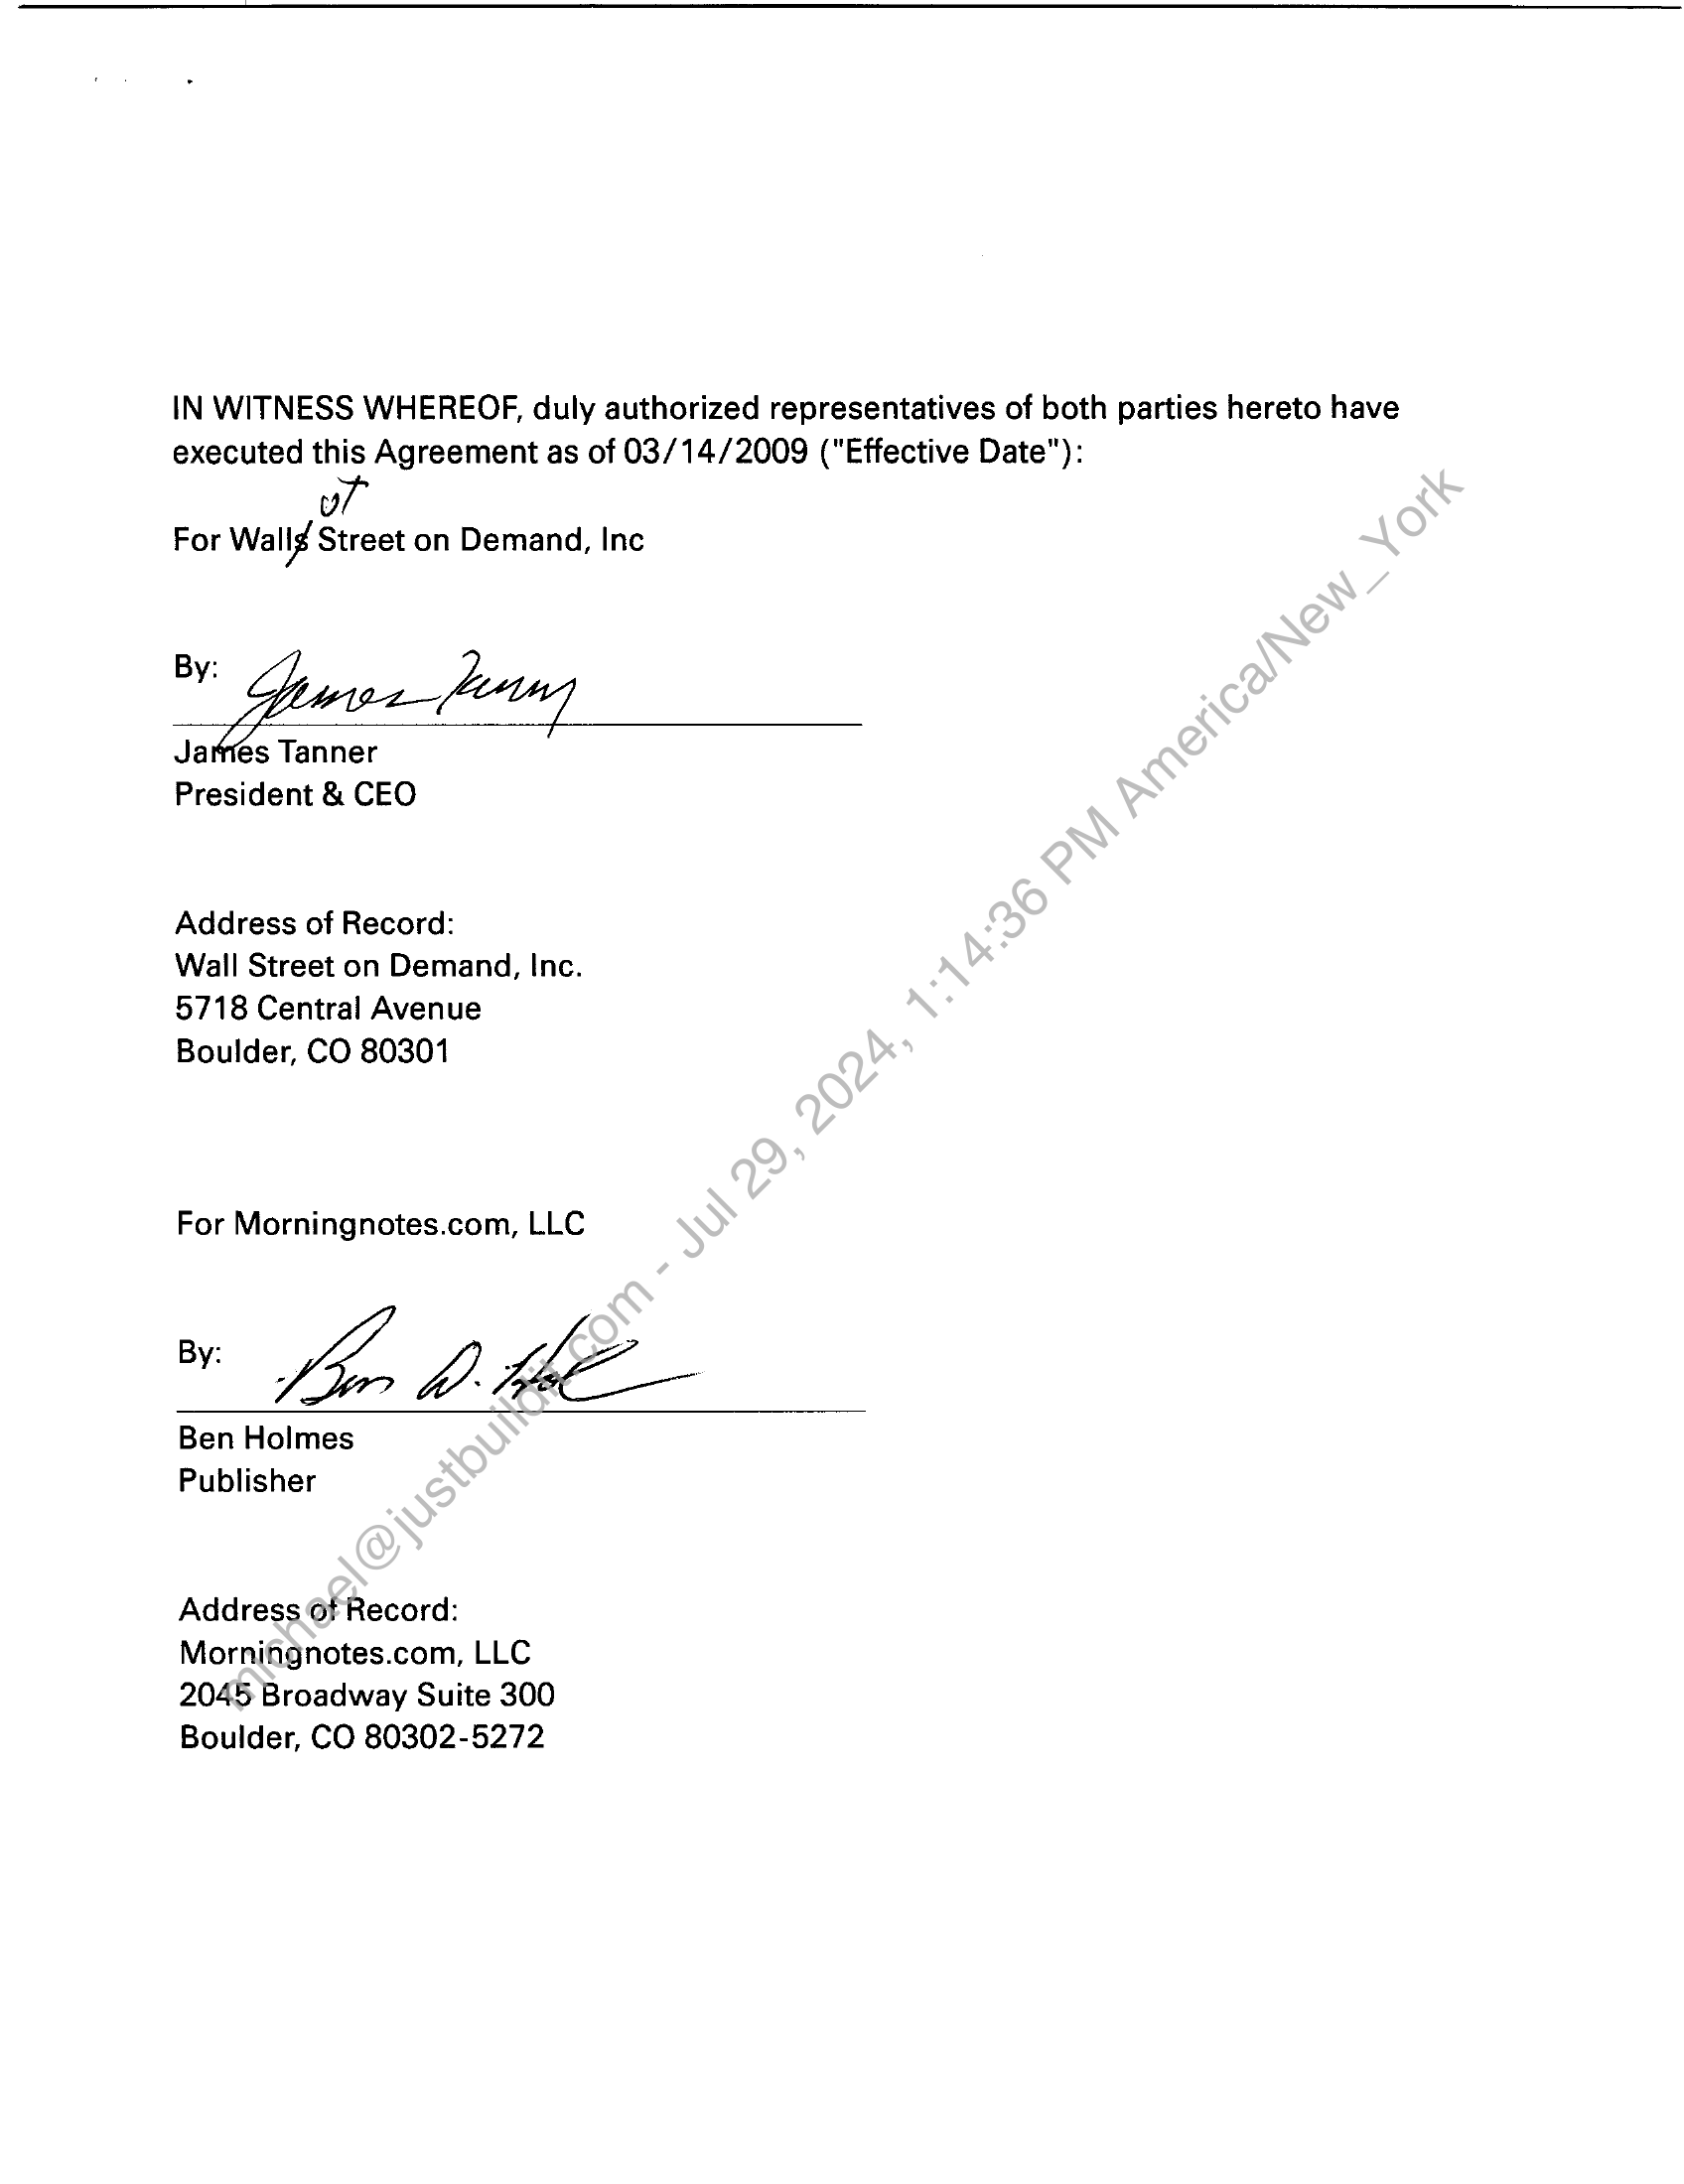 IN WITNESS WHEREOF, duly authorized representatives of both parties hereto have
executed this Agreement as of 03/14/2009 ("Effective Date"):
For Walls Street on Demand, Inc
By: James Tanner
James Tanner
President & CEO
Address of Record:
Wall Street on Demand, Inc.
5718 Central Avenue
Boulder, CO 80301
For Morningnotes.com, LLC
By: Ben D. Hol
Ben Holmes
Publisher
Address of Record:
Morningnotes.com, LLC
2045 Broadway Suite 300
Boulder, CO 80302-5272
michael@justbuildit.com - Jul 29, 2024, 1:14:36 PM America/New_York